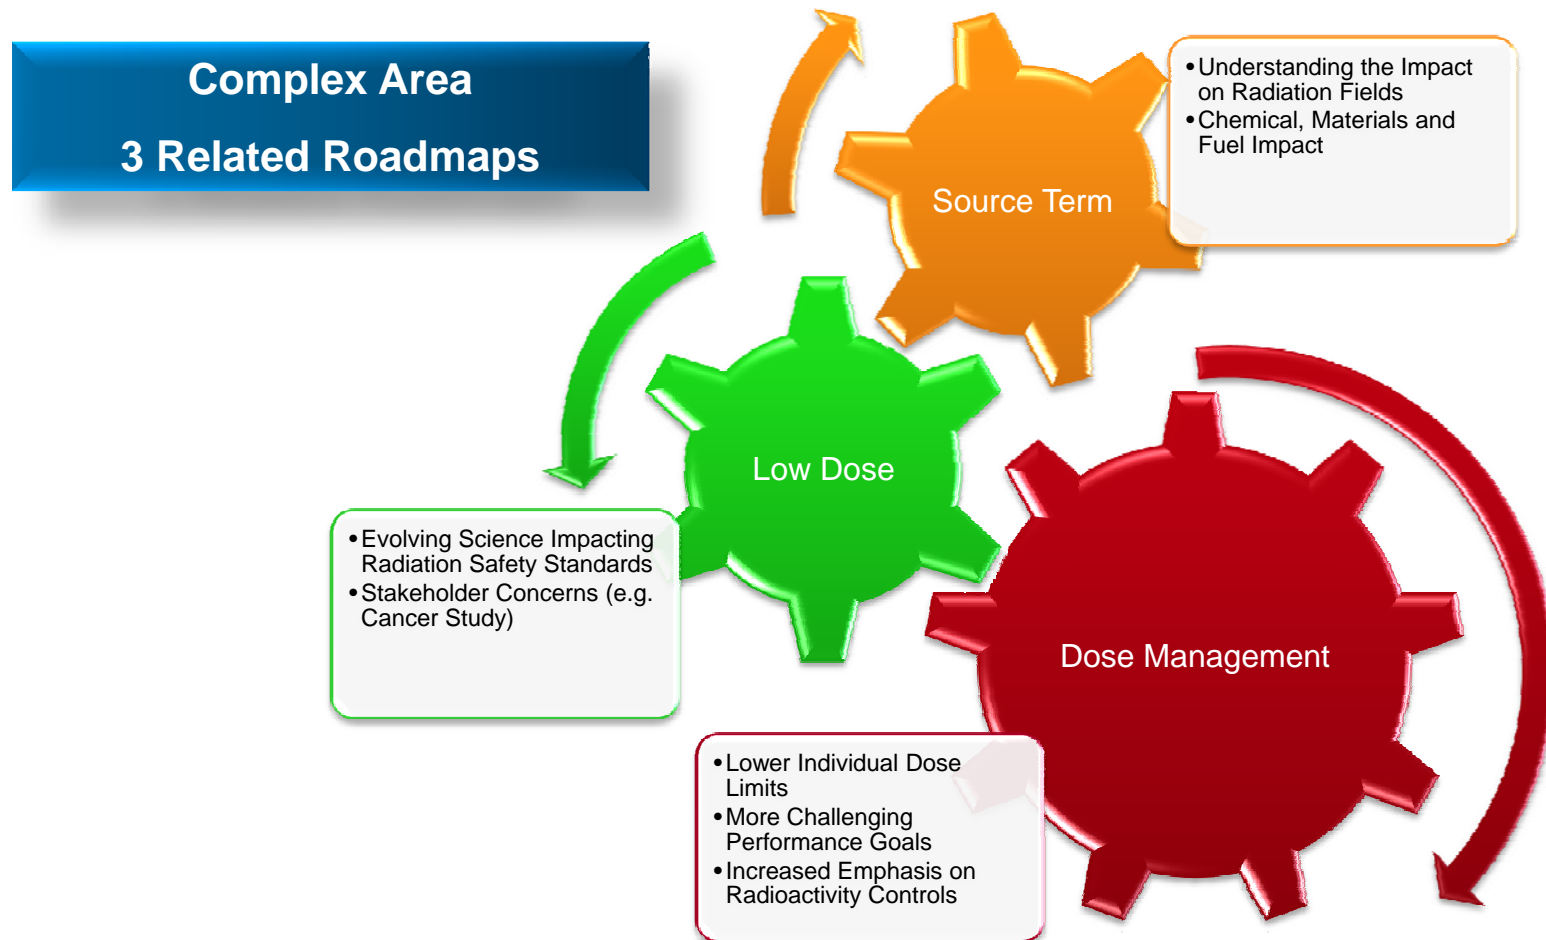 Complex Area
3 Related Roadmaps
Source Term
•Understanding the Impact
on Radiation Fields
•Chemical, Materials and
Fuel Impact
Low Dose
•Evolving Science Impacting
Radiation Safety Standards
•Stakeholder Concerns (e.g.
Cancer Study)
Dose Management
•Lower Individual Dose
Limits
•More Challenging
Performance Goals
•Increased Emphasis on
Radioactivity Controls